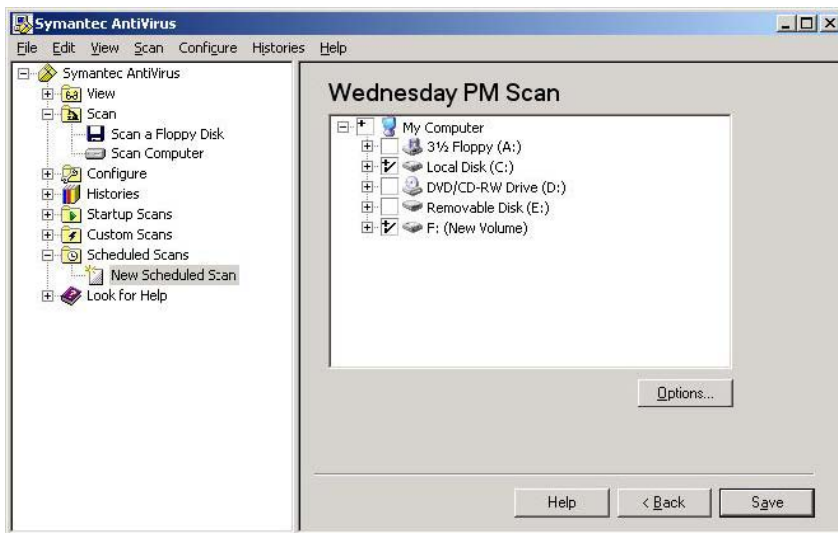 Symantec AntiVirus
File Edit View Scan Configure Histories Help
Symantec AntiVirus
View
Scan
Scan a Floppy Disk
Scan Computer
Configure
Histories
Startup Scans
Custom Scans
Scheduled Scans
New Scheduled Scan
Look for Help
Wednesday PM Scan
My Computer
3½ Floppy (A:)
Local Disk (C:)
DVD/CD-RW Drive (D:)
Removable Disk (E:)
F: (New Volume)
Options...
Help < Back Save